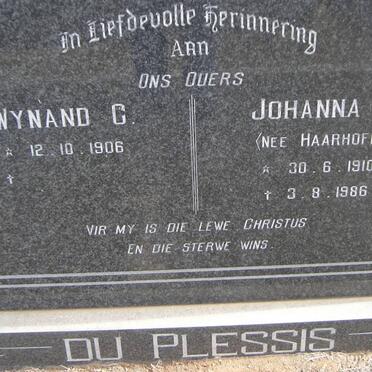 In Liefdevolle Herinnering
Aan
Ons Ouers
WYNAND G.
☆ 12.10.1906
†
JOHANNA
(NEE HAARHOFF
☆ 30.6.1910
† 3.8.1986
VIR MY IS DIE LEWE CHRISTUS
EN DIE STERWE WINS.
DU PLESSIS